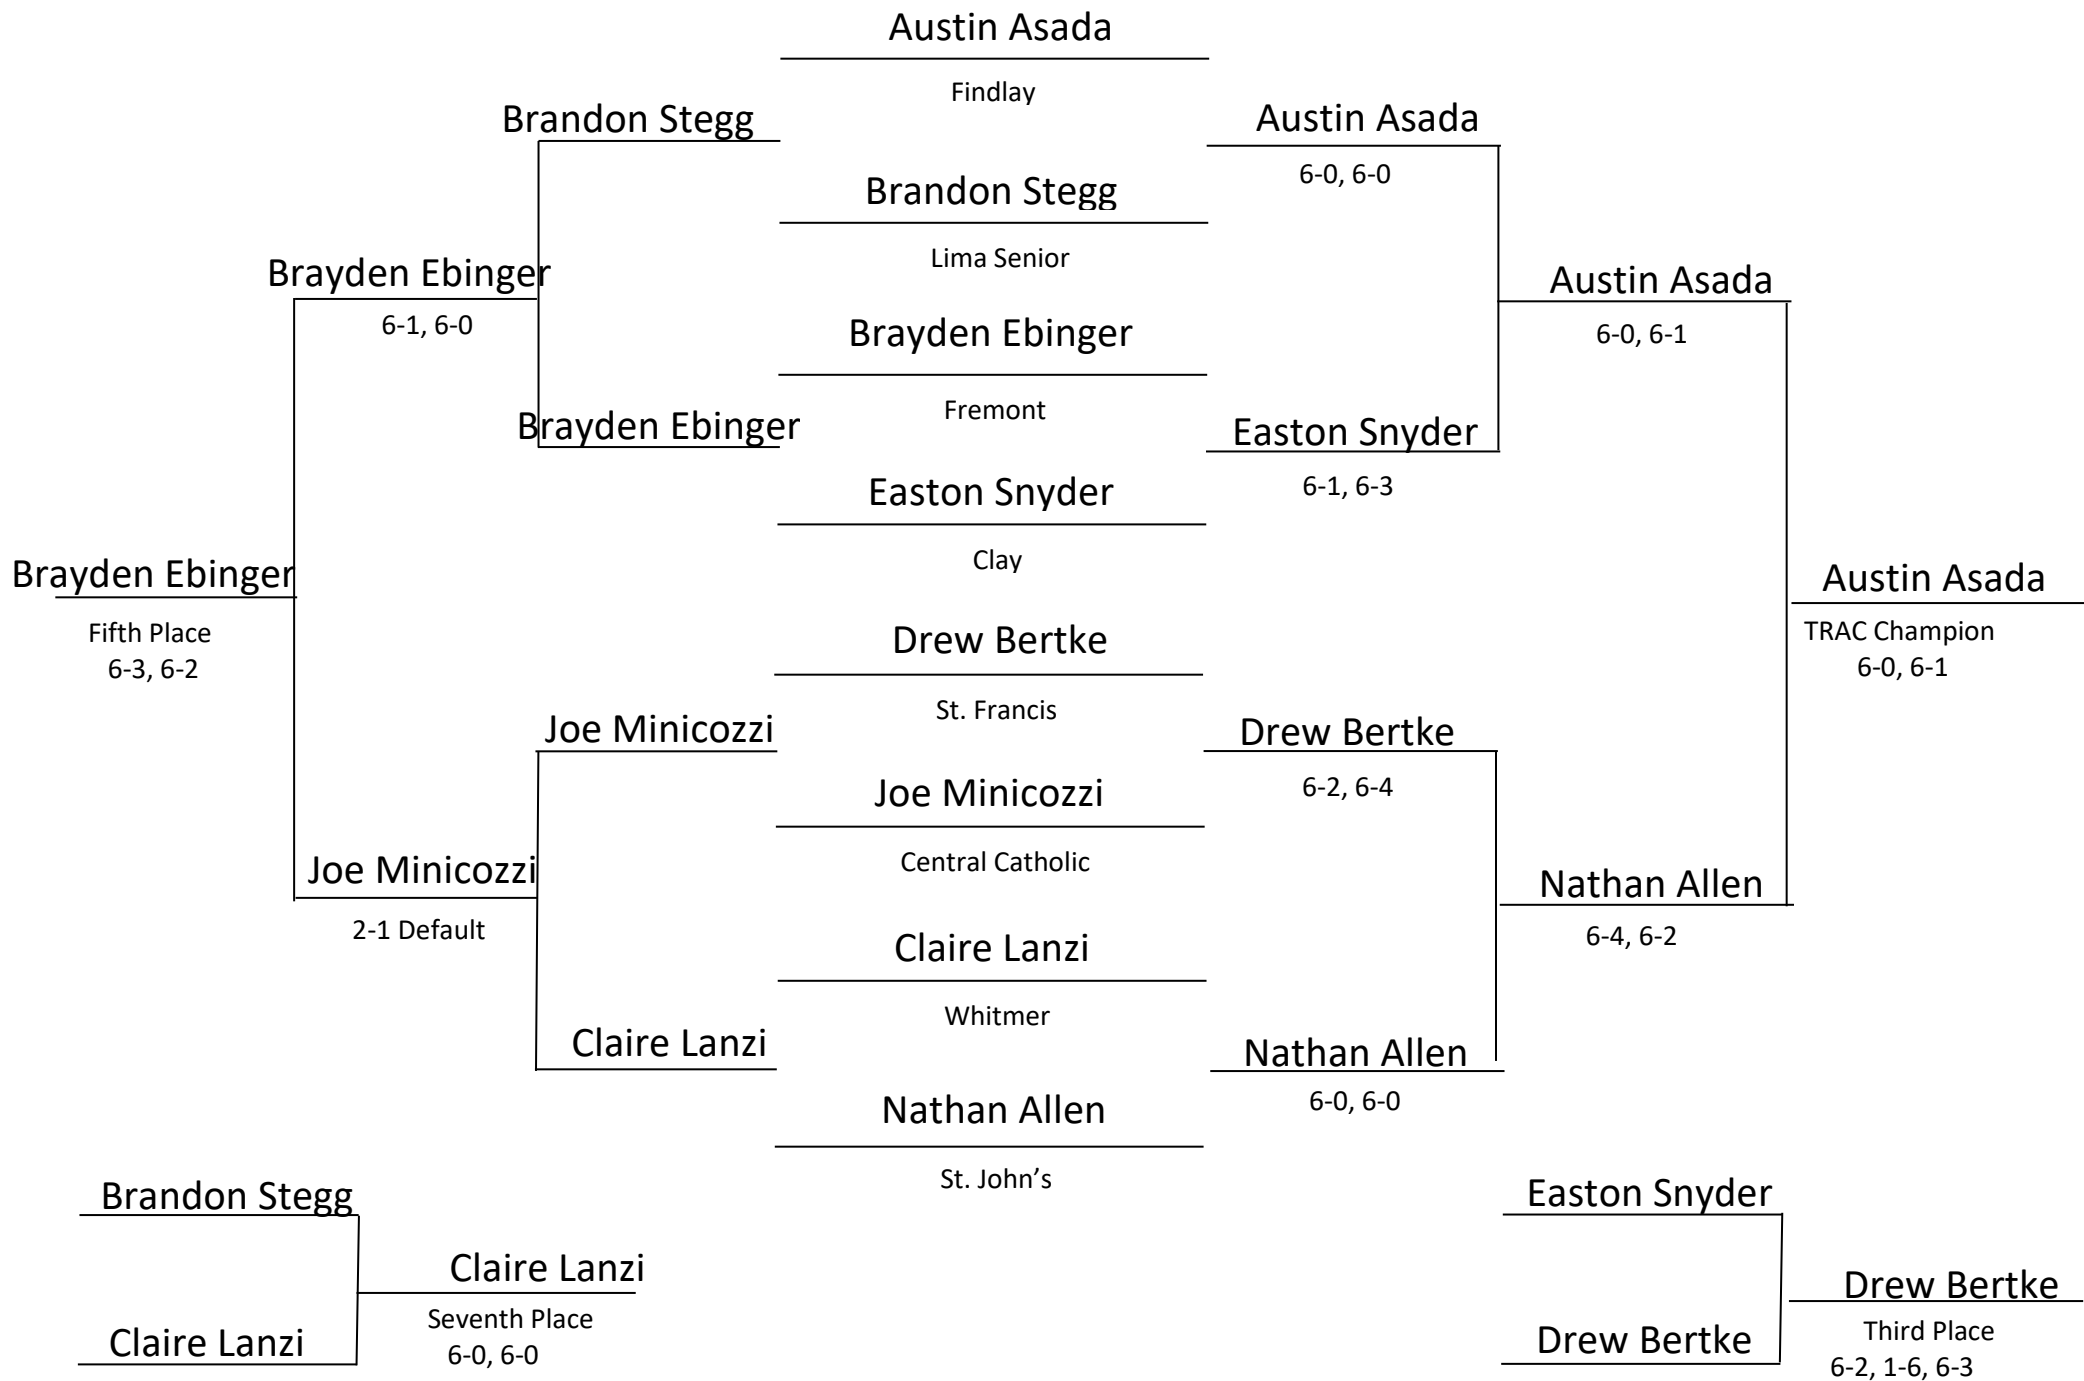 Austin Asada
Findlay
Brandon Stegg
Austin Asada
6-0, 6-0
Brandon Stegg
Lima Senior
Brayden Ebinger
6-1, 6-0
Austin Asada
6-0, 6-1
Brayden Ebinger
Fremont
Brayden Ebinger
Easton Snyder
6-1, 6-3
Easton Snyder
Clay
Brayden Ebinger
Fifth Place
6-3, 6-2
Austin Asada
TRAC Champion
6-0, 6-1
Drew Bertke
St. Francis
Joe Minicozzi
Drew Bertke
6-2, 6-4
Joe Minicozzi
Central Catholic
Joe Minicozzi
2-1 Default
Nathan Allen
6-4, 6-2
Claire Lanzi
Whitmer
Claire Lanzi
Nathan Allen
6-0, 6-0
Nathan Allen
St. John's
Brandon Stegg
Claire Lanzi
Seventh Place
6-0, 6-0
Claire Lanzi
Easton Snyder
Drew Bertke
Third Place
6-2, 1-6, 6-3
Drew Bertke